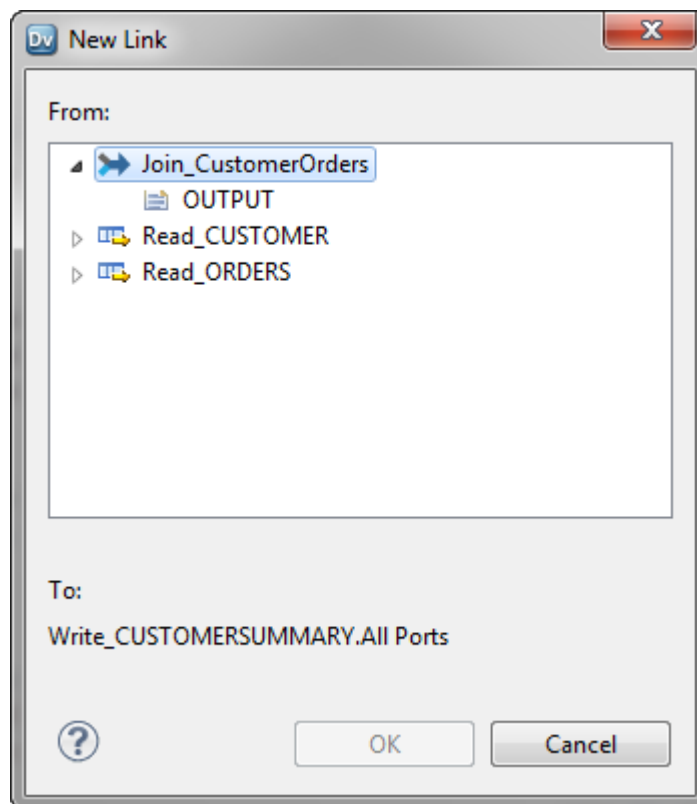 Dv New Link
From:
Join_CustomerOrders
OUTPUT
Read_CUSTOMER
Read_ORDERS
To:
Write_CUSTOMERSUMMARY.All Ports
? OK Cancel